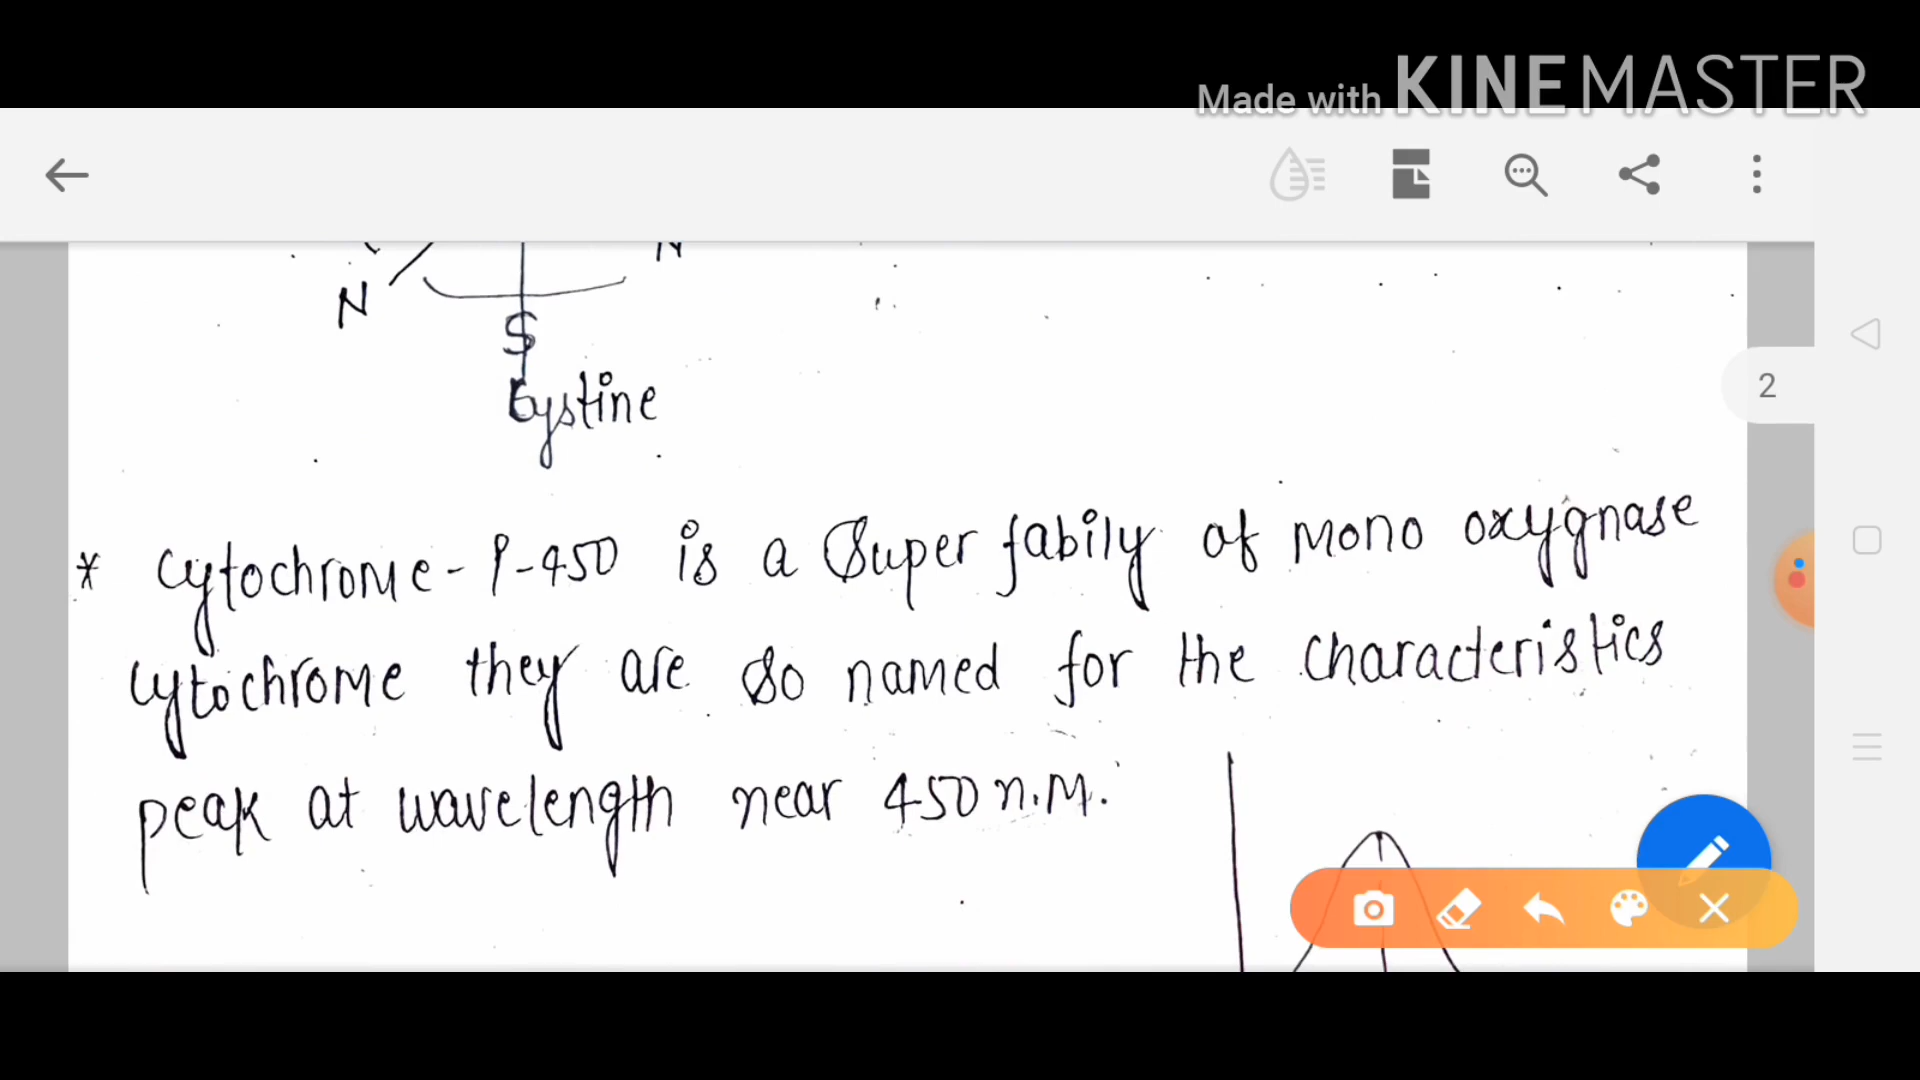 Made with KINEMASTER
N
N
S
Cystine
2
* Cytochrome - P-450 is a Super fabily of Mono oxygnase
Cytochrome they are so named for the characteristics
peak at wavelength near 450 n.M.